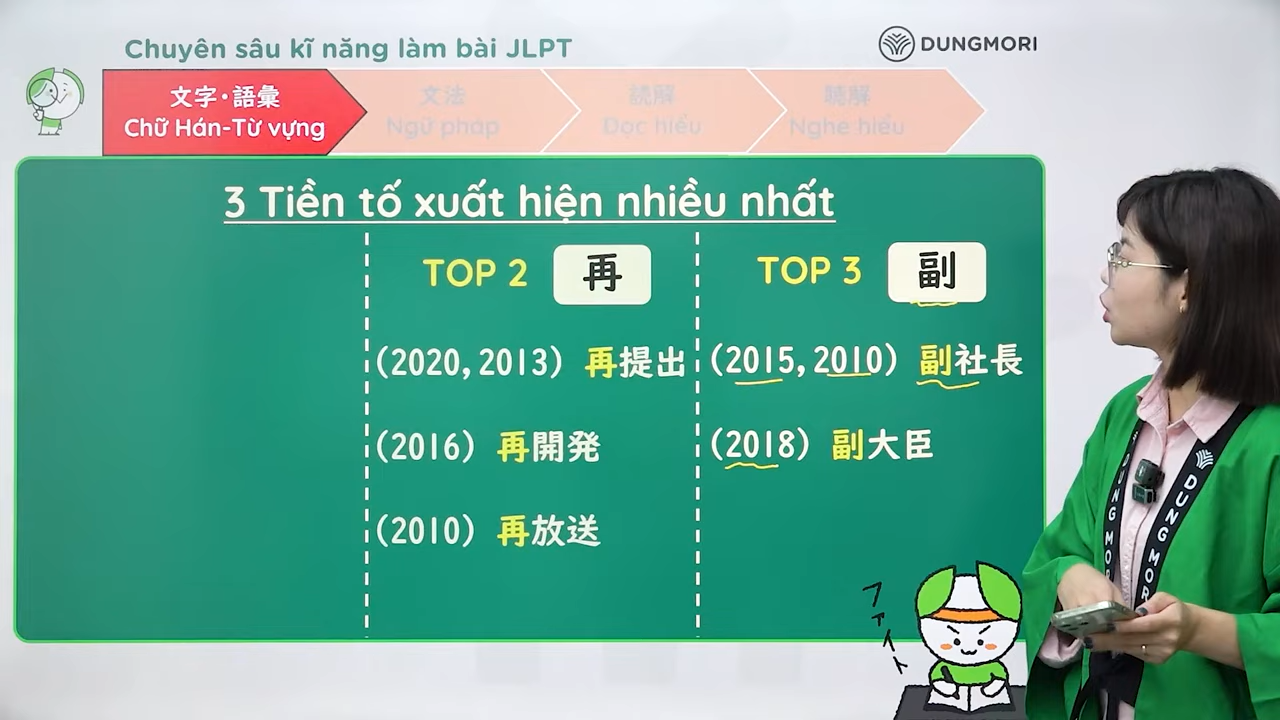 Chuyên sâu kĩ năng làm bài JLPT
DUNGMORI
文字・語彙
Chữ Hán-Từ vựng
文法
Ngữ pháp
読解
Đọc hiểu
聴解
Nghe hiểu
3 Tiền tố xuất hiện nhiều nhất
TOP 2 再
(2020, 2013) 再提出
(2016) 再開発
(2010) 再放送
TOP 3 副
(2015, 2010) 副社長
(2018) 副大臣
ファイト
DUNG MORI
DUNG MORI